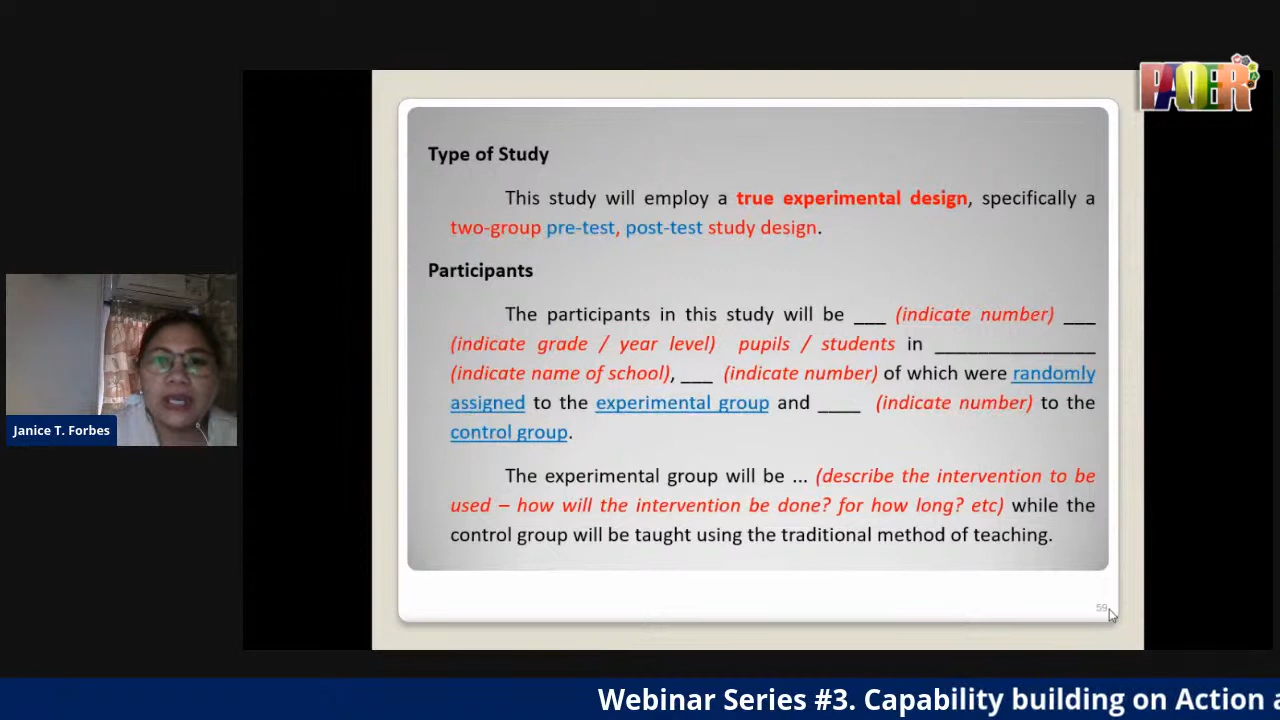 PAOER
Type of Study
This study will employ a true experimental design, specifically a
two-group pre-test, post-test study design.
Participants
The participants in this study will be ___ (indicate number) ___
(indicate grade / year level) pupils / students in _______________
(indicate name of school), ___ (indicate number) of which were randomly
assigned to the experimental group and ____ (indicate number) to the
control group.
The experimental group will be ... (describe the intervention to be
used – how will the intervention be done? for how long? etc) while the
control group will be taught using the traditional method of teaching.
59
Janice T. Forbes
Webinar Series #3. Capability building on Action a